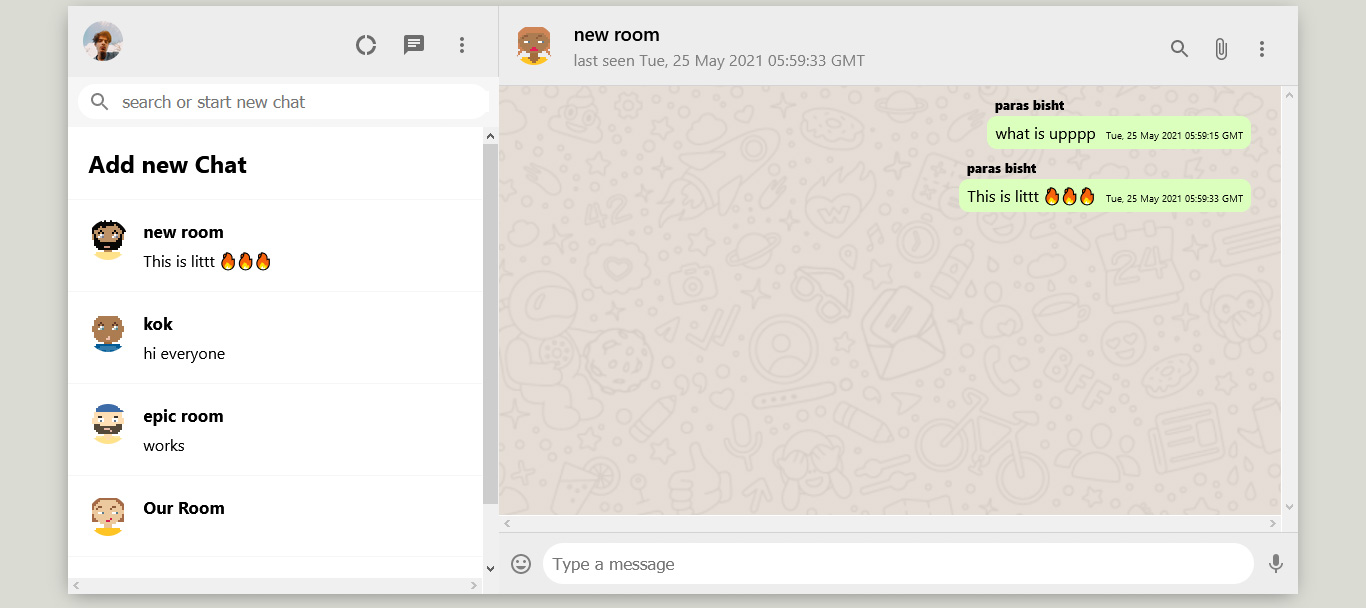 search or start new chat
Add new Chat
new room
This is littt 🔥🔥🔥
kok
hi everyone
epic room
works
Our Room
new room
last seen Tue, 25 May 2021 05:59:33 GMT
paras bisht
what is upppp Tue, 25 May 2021 05:59:15 GMT
paras bisht
This is littt 🔥🔥🔥 Tue, 25 May 2021 05:59:33 GMT
Type a message